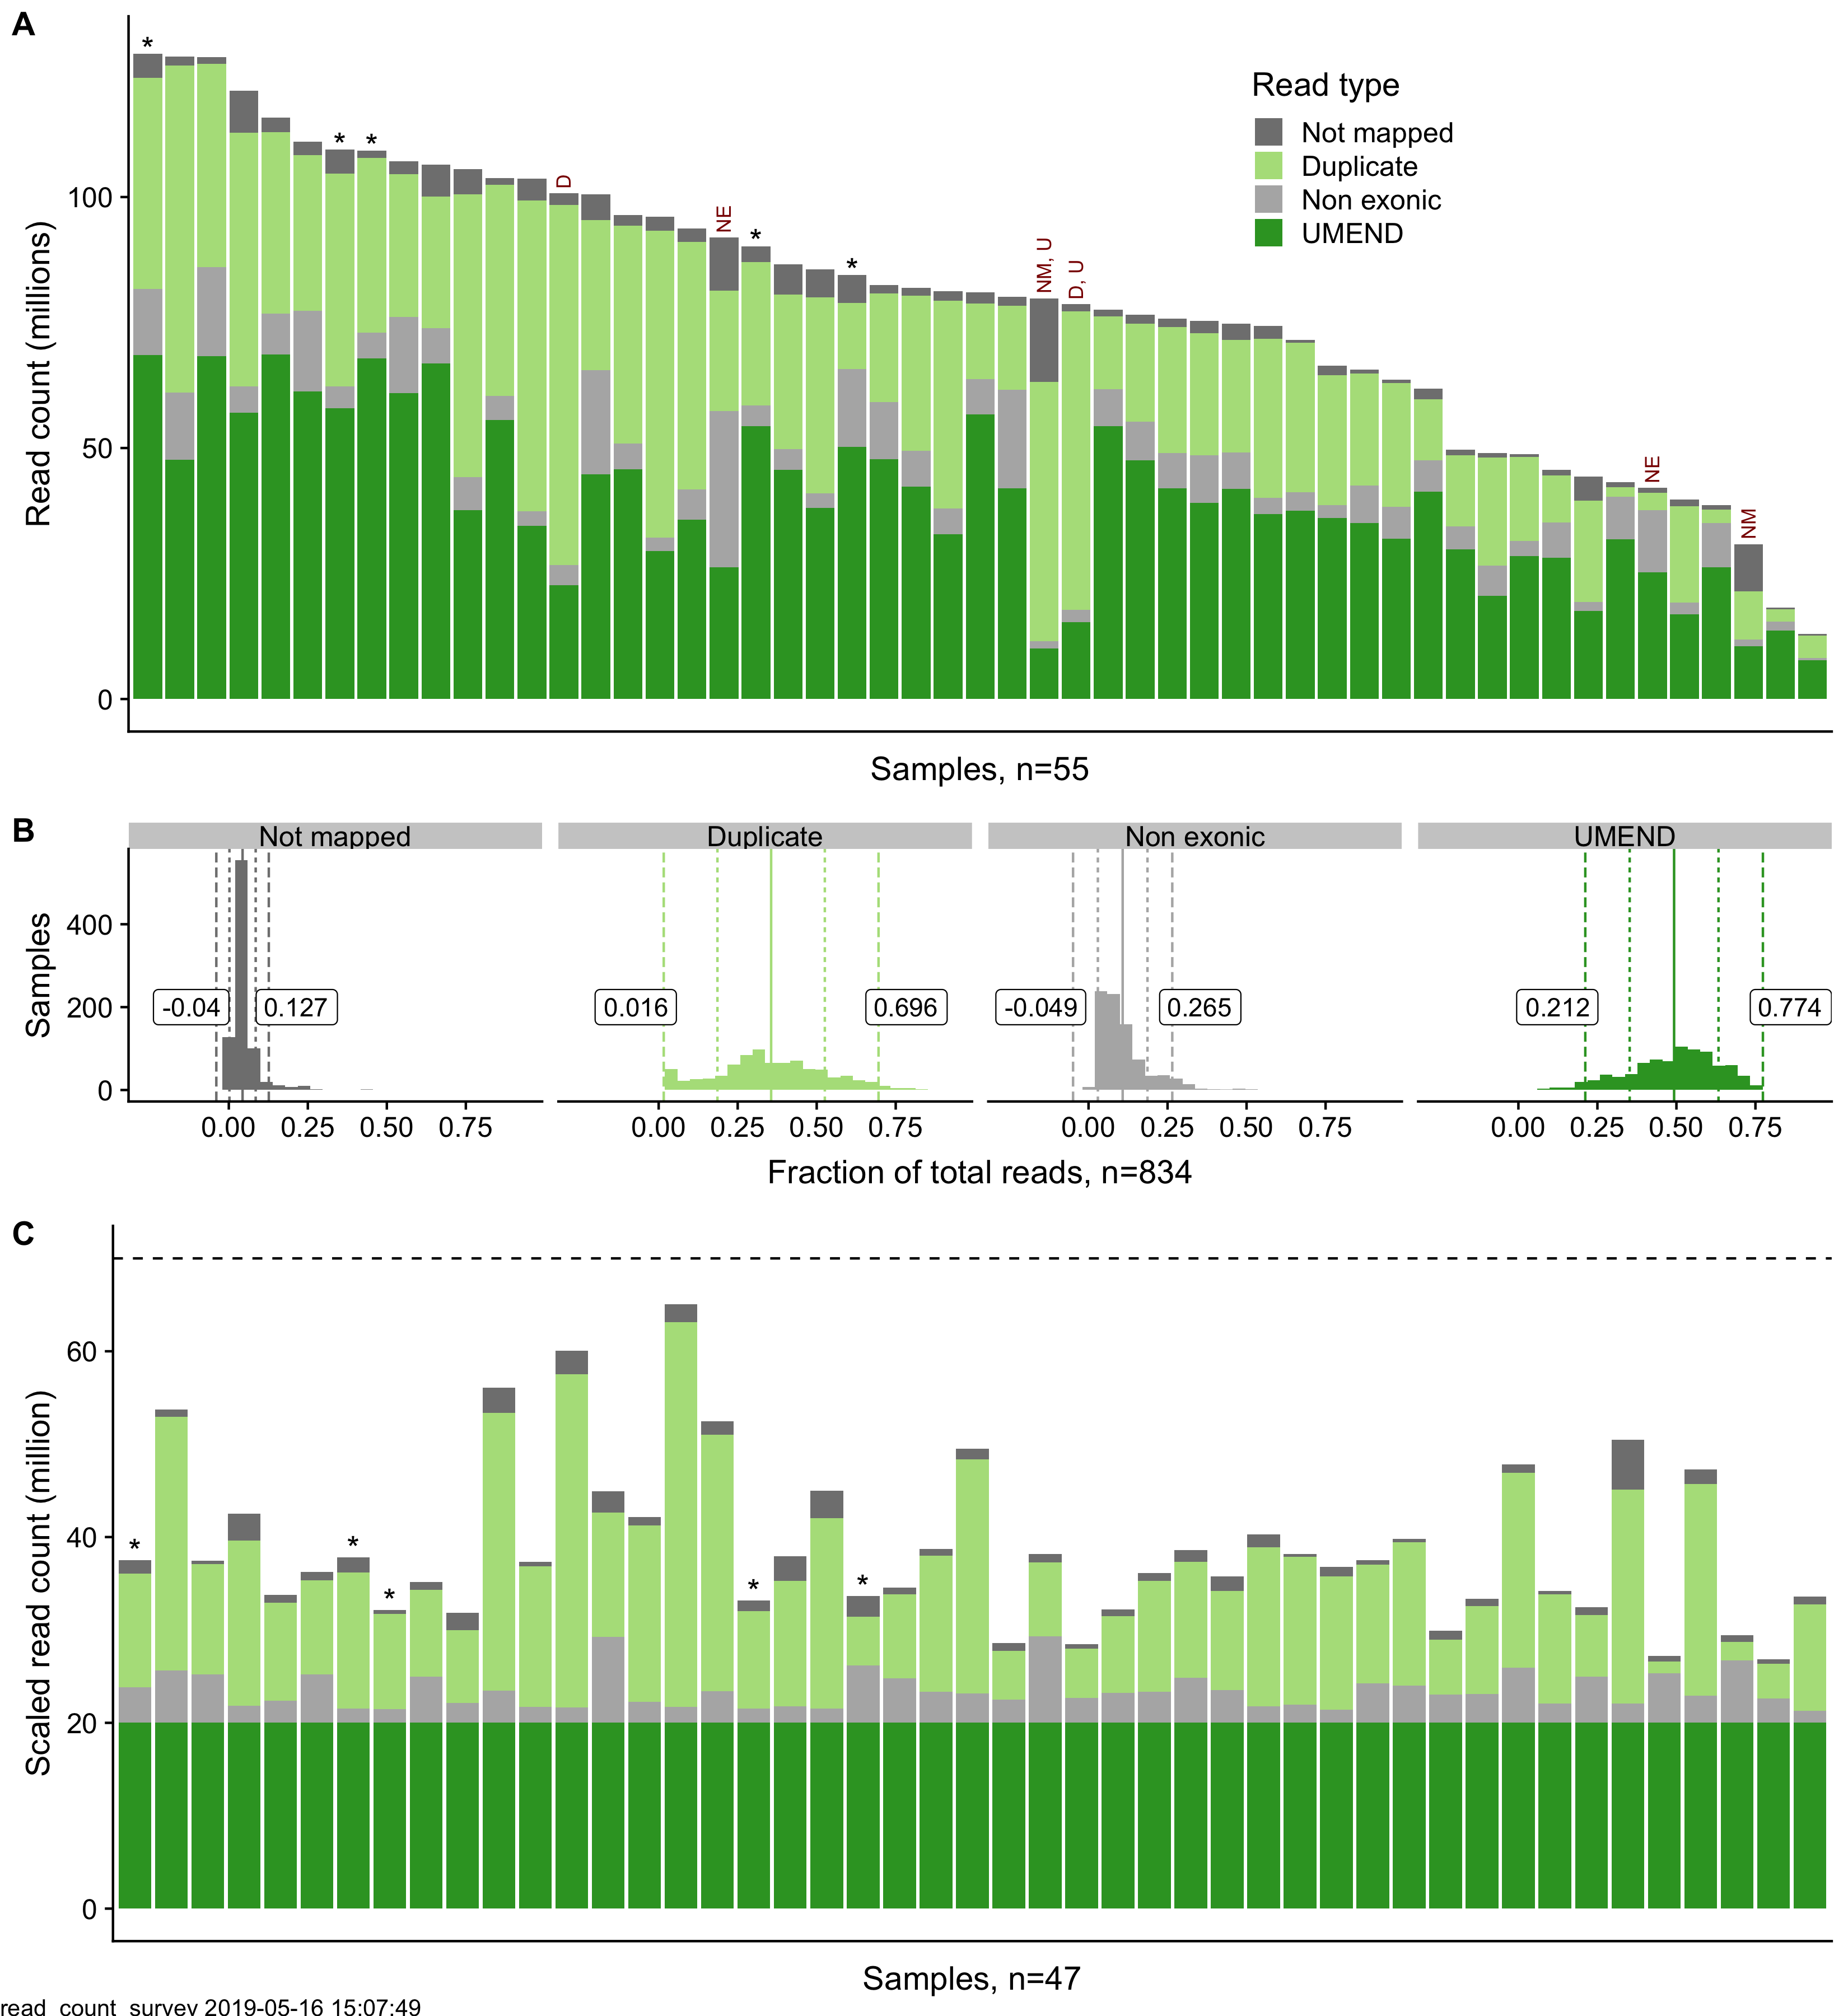 A
Read count (millions)
100
50
0
*
*
*
D
NE
*
*
NM, U
D, U
NE
NM
Read type
Not mapped
Duplicate
Non exonic
UMEND
Samples, n=55
B
Not mapped
Duplicate
Non exonic
UMEND
Samples
400
200
0
-0.04
0.127
0.016
0.696
-0.049
0.265
0.212
0.774
0.00 0.25 0.50 0.75
0.00 0.25 0.50 0.75
0.00 0.25 0.50 0.75
0.00 0.25 0.50 0.75
Fraction of total reads, n=834
C
Scaled read count (million)
60
40
20
0
*
*
*
*
*
Samples, n=47
read_count_survey 2019-05-16 15:07:49